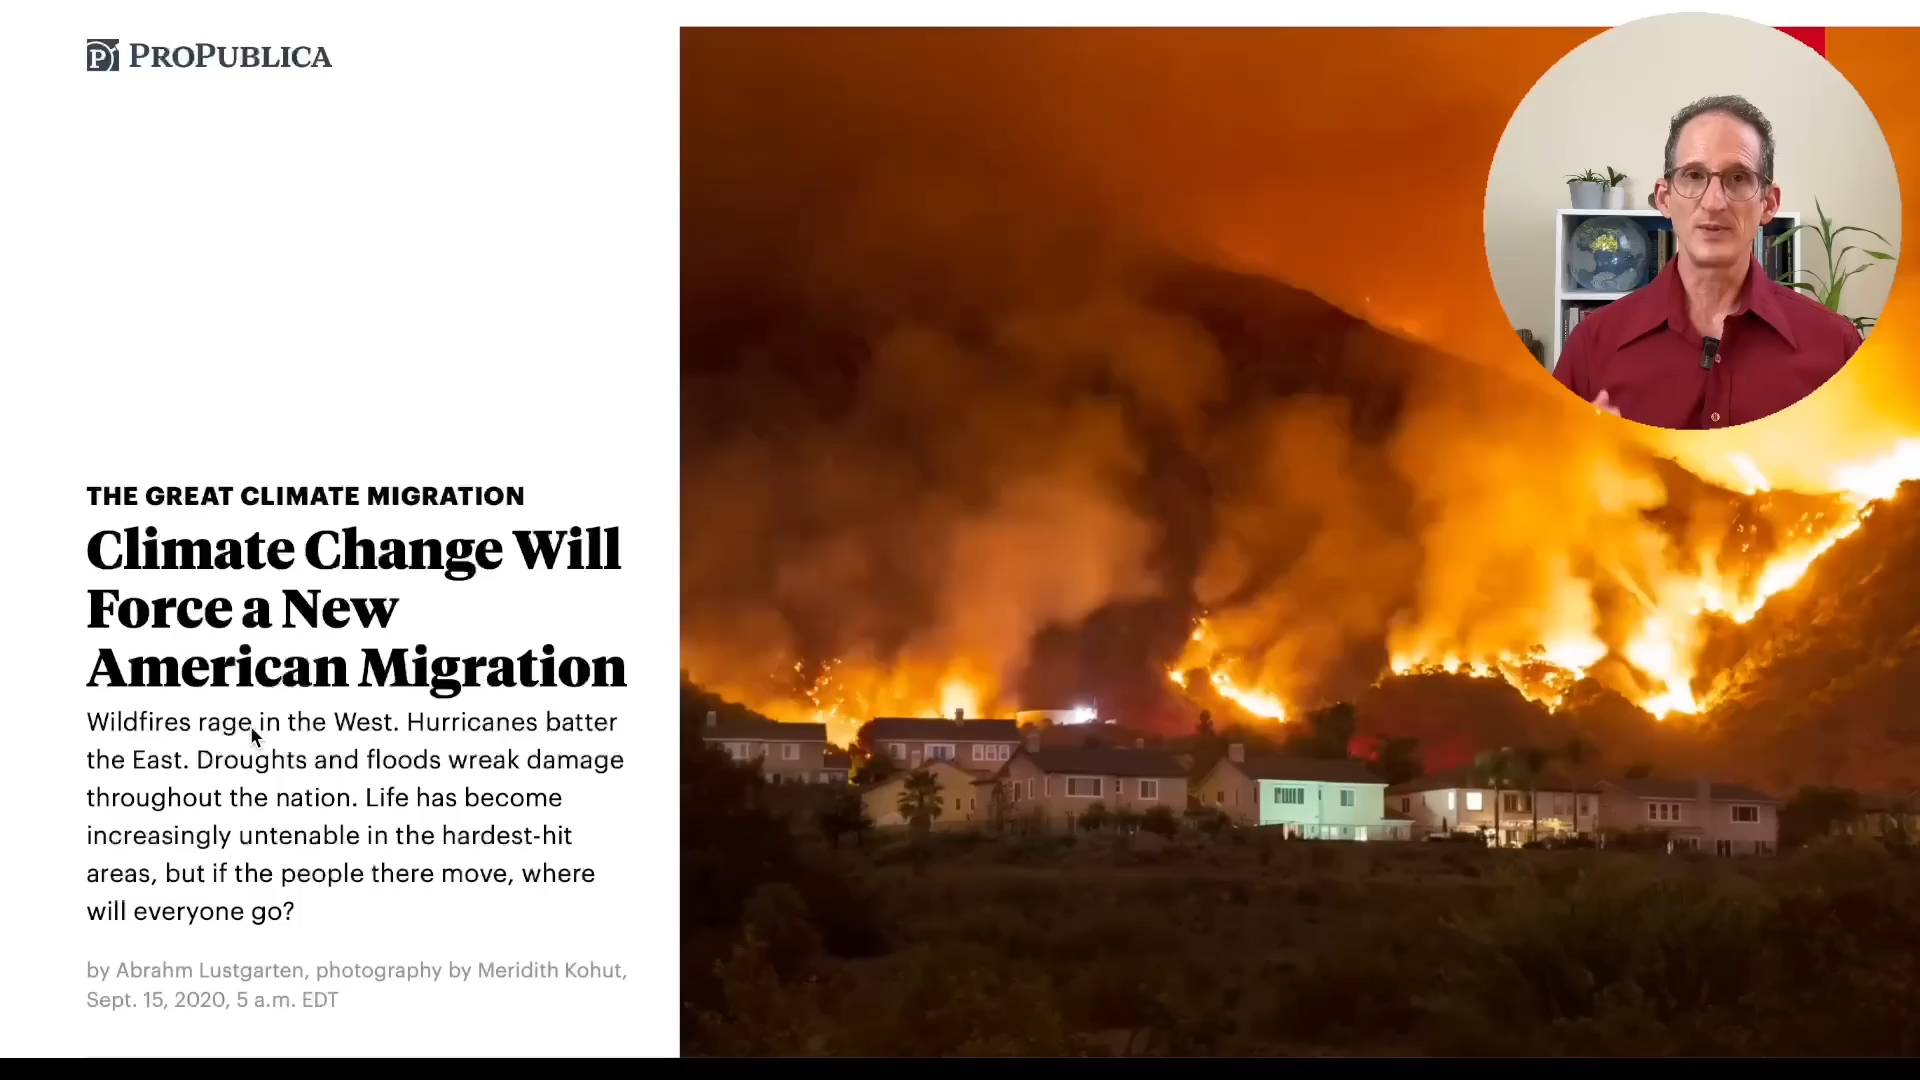 PROPUBLICA
THE GREAT CLIMATE MIGRATION
Climate Change Will
Force a New
American Migration
Wildfires rage in the West. Hurricanes batter
the East. Droughts and floods wreak damage
throughout the nation. Life has become
increasingly untenable in the hardest-hit
areas, but if the people there move, where
will everyone go?
by Abrahm Lustgarten, photography by Meridith Kohut,
Sept. 15, 2020, 5 a.m. EDT